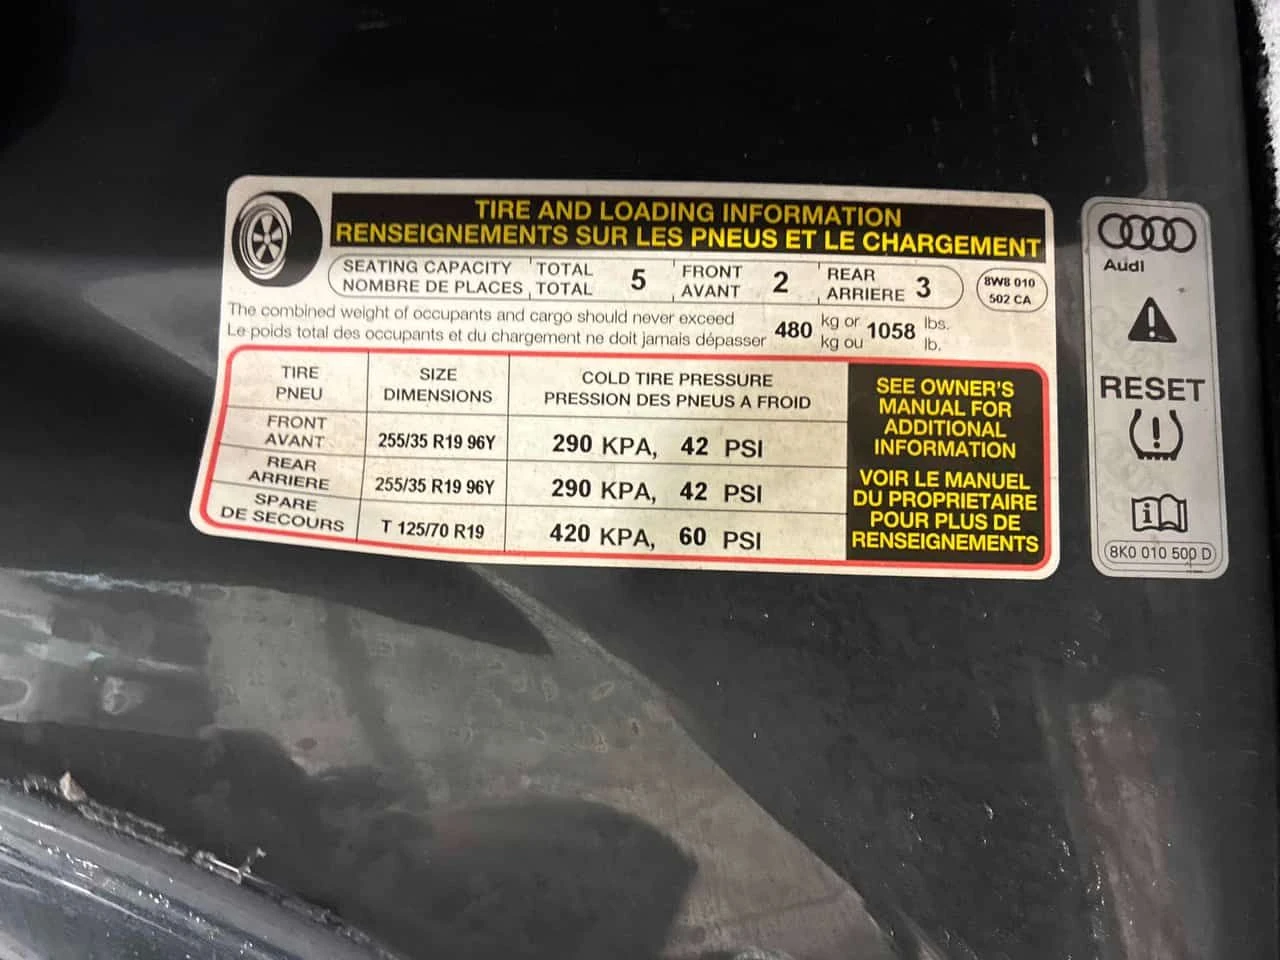 TIRE AND LOADING INFORMATION
RENSEIGNEMENTS SUR LES PNEUS ET LE CHARGEMENT
SEATING CAPACITY TOTAL 5 FRONT 2 REAR 3
NOMBRE DE PLACES TOTAL AVANT ARRIERE
8W8 010
502 CA
The combined weight of occupants and cargo should never exceed 480 kg or 1058 lbs.
Le poids total des occupants et du chargement ne doit jamais dépasser kg ou lb.
TIRE SIZE COLD TIRE PRESSURE
PNEU DIMENSIONS PRESSION DES PNEUS A FROID
FRONT
AVANT 255/35 R19 96Y 290 KPA, 42 PSI
REAR
ARRIERE 255/35 R19 96Y 290 KPA, 42 PSI
SPARE
DE SECOURS T 125/70 R19 420 KPA, 60 PSI
SEE OWNER'S
MANUAL FOR
ADDITIONAL
INFORMATION
VOIR LE MANUEL
DU PROPRIETAIRE
POUR PLUS DE
RENSEIGNEMENTS
Audi
RESET
8K0 010 500 D